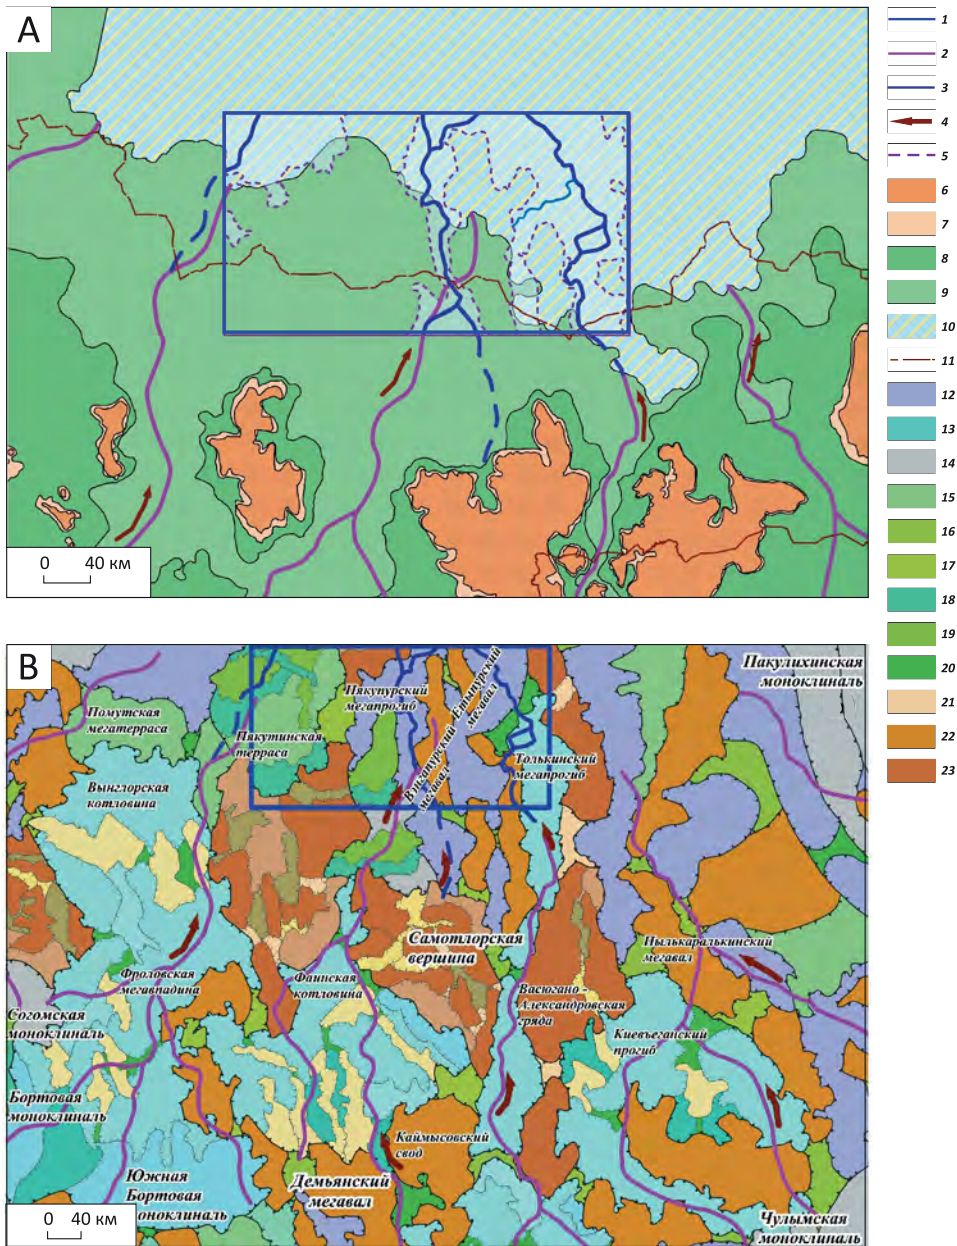 A
0 40 км
1
2
3
4
5
6
7
8
9
10
11
12
13
14
15
16
17
18
19
20
21
22
23
B
Пакулихинская
моноклиналь
Помутская
мегатерраса
Пякутинская
терраса
Пякупурский
мегапрогиб
Етыпурский
мегавал
Вэнгапурский
мегавал
Толькинский
мегапрогиб
Вынглорская
котловина
Самотлорская
вершина
Нылькаралькинский
мегавал
Фроловская
мегавпадина
Фаинская
котловина
Васюгано -
Александровская
гряда
Согомская
моноклиналь
Киевъеганский
прогиб
Бортовая
моноклиналь
Каймысовский
свод
Южная
Бортовая
моноклиналь
Демьянский
мегавал
Чулымская
моноклиналь
0 40 км